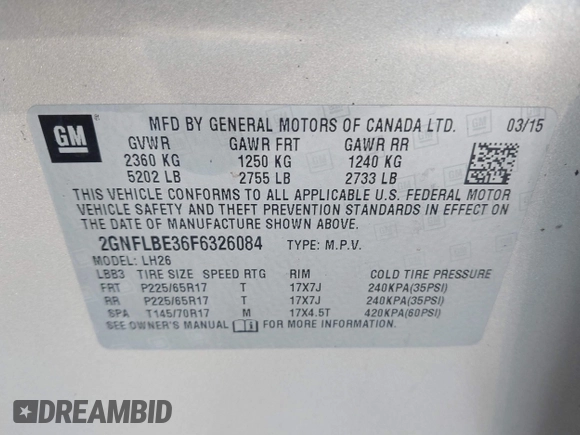 GM
MFD BY GENERAL MOTORS OF CANADA LTD. 03/15
GVWR GAWR FRT GAWR RR
2360 KG 1250 KG 1240 KG
5202 LB 2755 LB 2733 LB
THIS VEHICLE CONFORMS TO ALL APPLICABLE U.S. FEDERAL MOTOR
VEHICLE SAFETY AND THEFT PREVENTION STANDARDS IN EFFECT ON
THE DATE OF MANUFACTURE SHOWN ABOVE.
2GNFLBE36F6326084 TYPE: M.P.V.
MODEL: LH26
LBB3 TIRE SIZE SPEED RTG RIM COLD TIRE PRESSURE
FRT P225/65R17 T 17X7J 240KPA(35PSI)
RR P225/65R17 T 17X7J 240KPA(35PSI)
SPA T145/70R17 M 17X4.5T 420KPA(60PSI)
SEE OWNER'S MANUAL FOR MORE INFORMATION.
DREAMBID